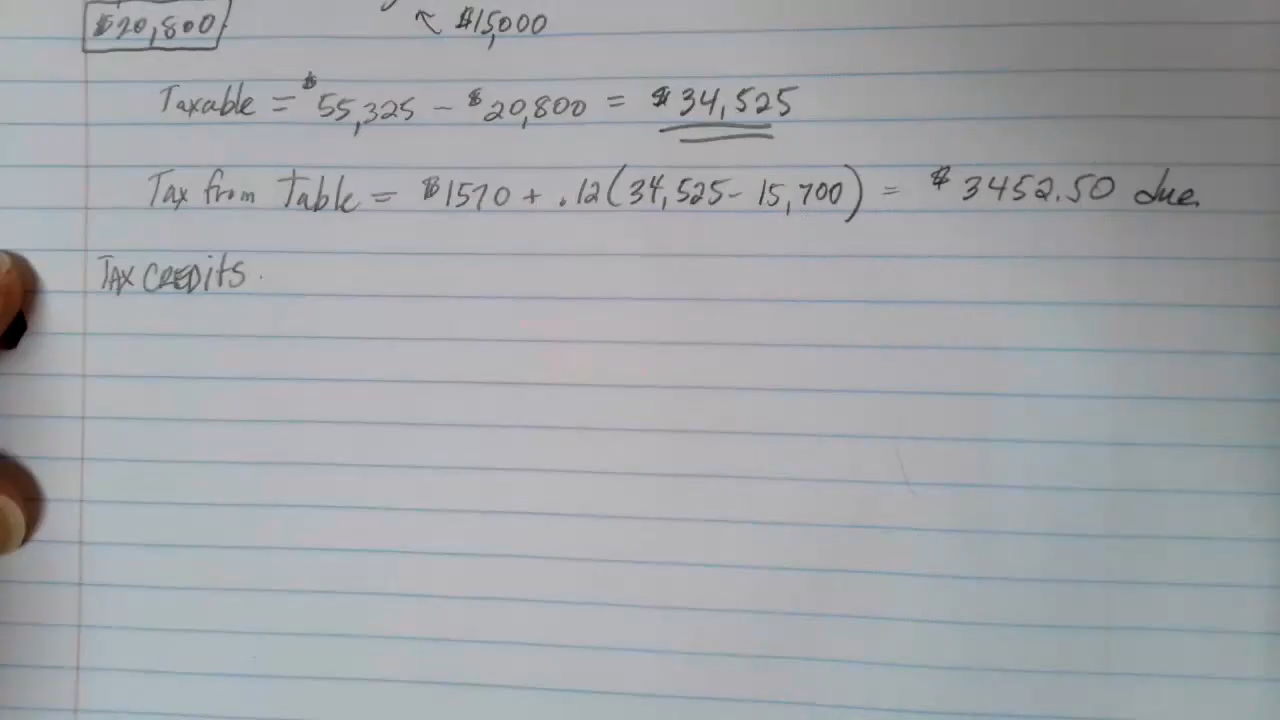 $20,800 ↖ $15,000
Taxable = $55,325 - $20,800 = $34,525
Tax from Table = $1570 + .12(34,525 - 15,700) = $3452.50 due.
TAX CREDITS.